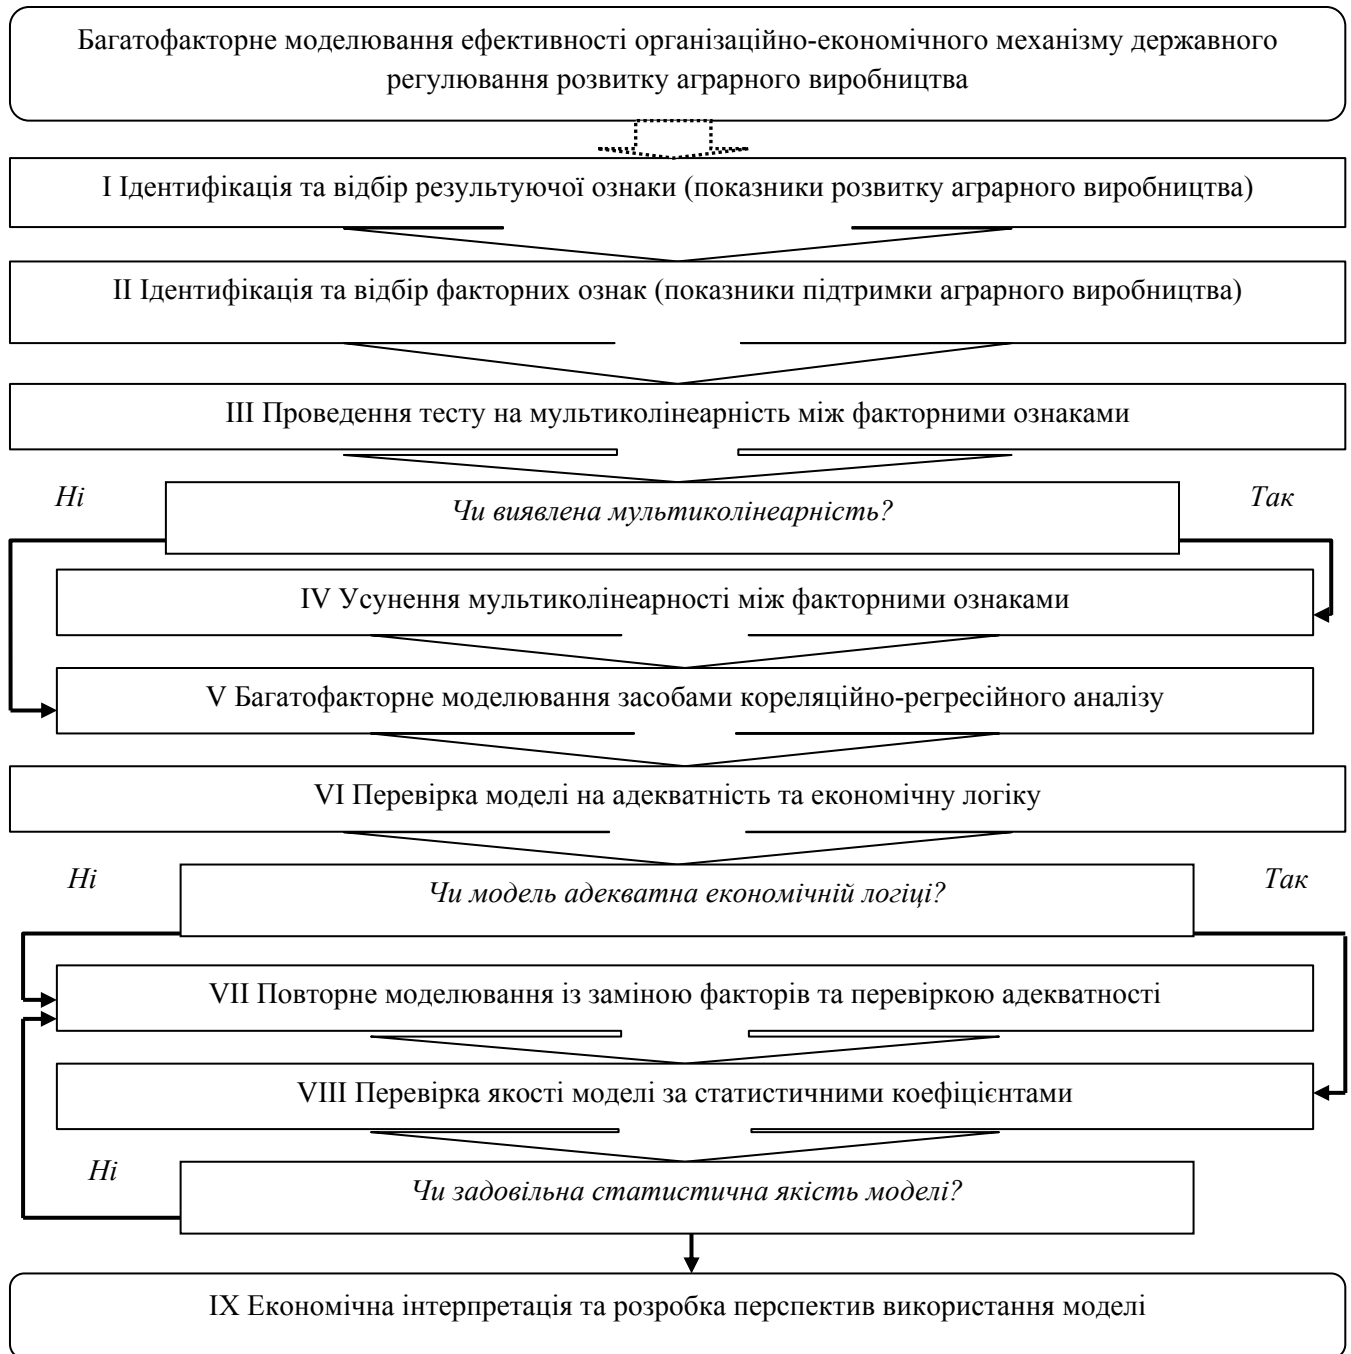 Багатофакторне моделювання ефективності організаційно-економічного механізму державного
регулювання розвитку аграрного виробництва
І Ідентифікація та відбір результуючої ознаки (показники розвитку аграрного виробництва)
ІІ Ідентифікація та відбір факторних ознак (показники підтримки аграрного виробництва)
ІІІ Проведення тесту на мультиколінеарність між факторними ознаками
Ні
Чи виявлена мультиколінеарність?
Так
IV Усунення мультиколінеарності між факторними ознаками
V Багатофакторне моделювання засобами кореляційно-регресійного аналізу
VI Перевірка моделі на адекватність та економічну логіку
Ні
Чи модель адекватна економічній логіці?
Так
VII Повторне моделювання із заміною факторів та перевіркою адекватності
VIII Перевірка якості моделі за статистичними коефіцієнтами
Ні
Чи задовільна статистична якість моделі?
IX Економічна інтерпретація та розробка перспектив використання моделі